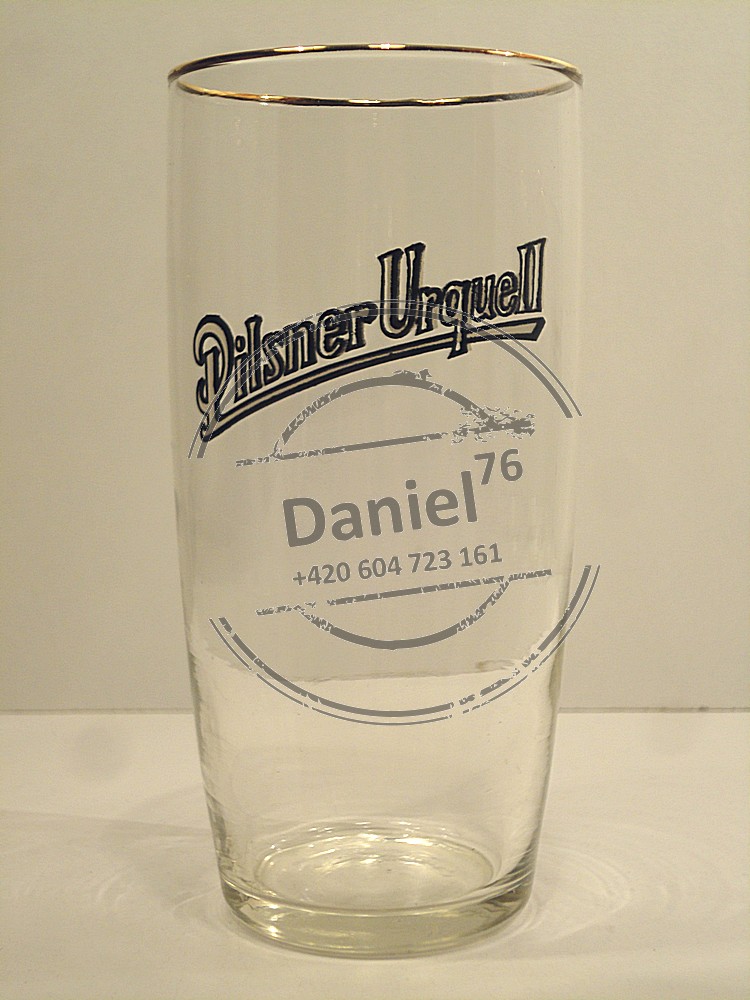 Pilsner Urquell
Daniel76
+420 604 723 161